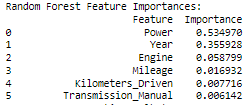 Random Forest Feature Importances:
Feature Importance
0 Power 0.534970
1 Year 0.355928
2 Engine 0.058799
3 Mileage 0.016932
4 Kilometers_Driven 0.007716
5 Transmission_Manual 0.006142